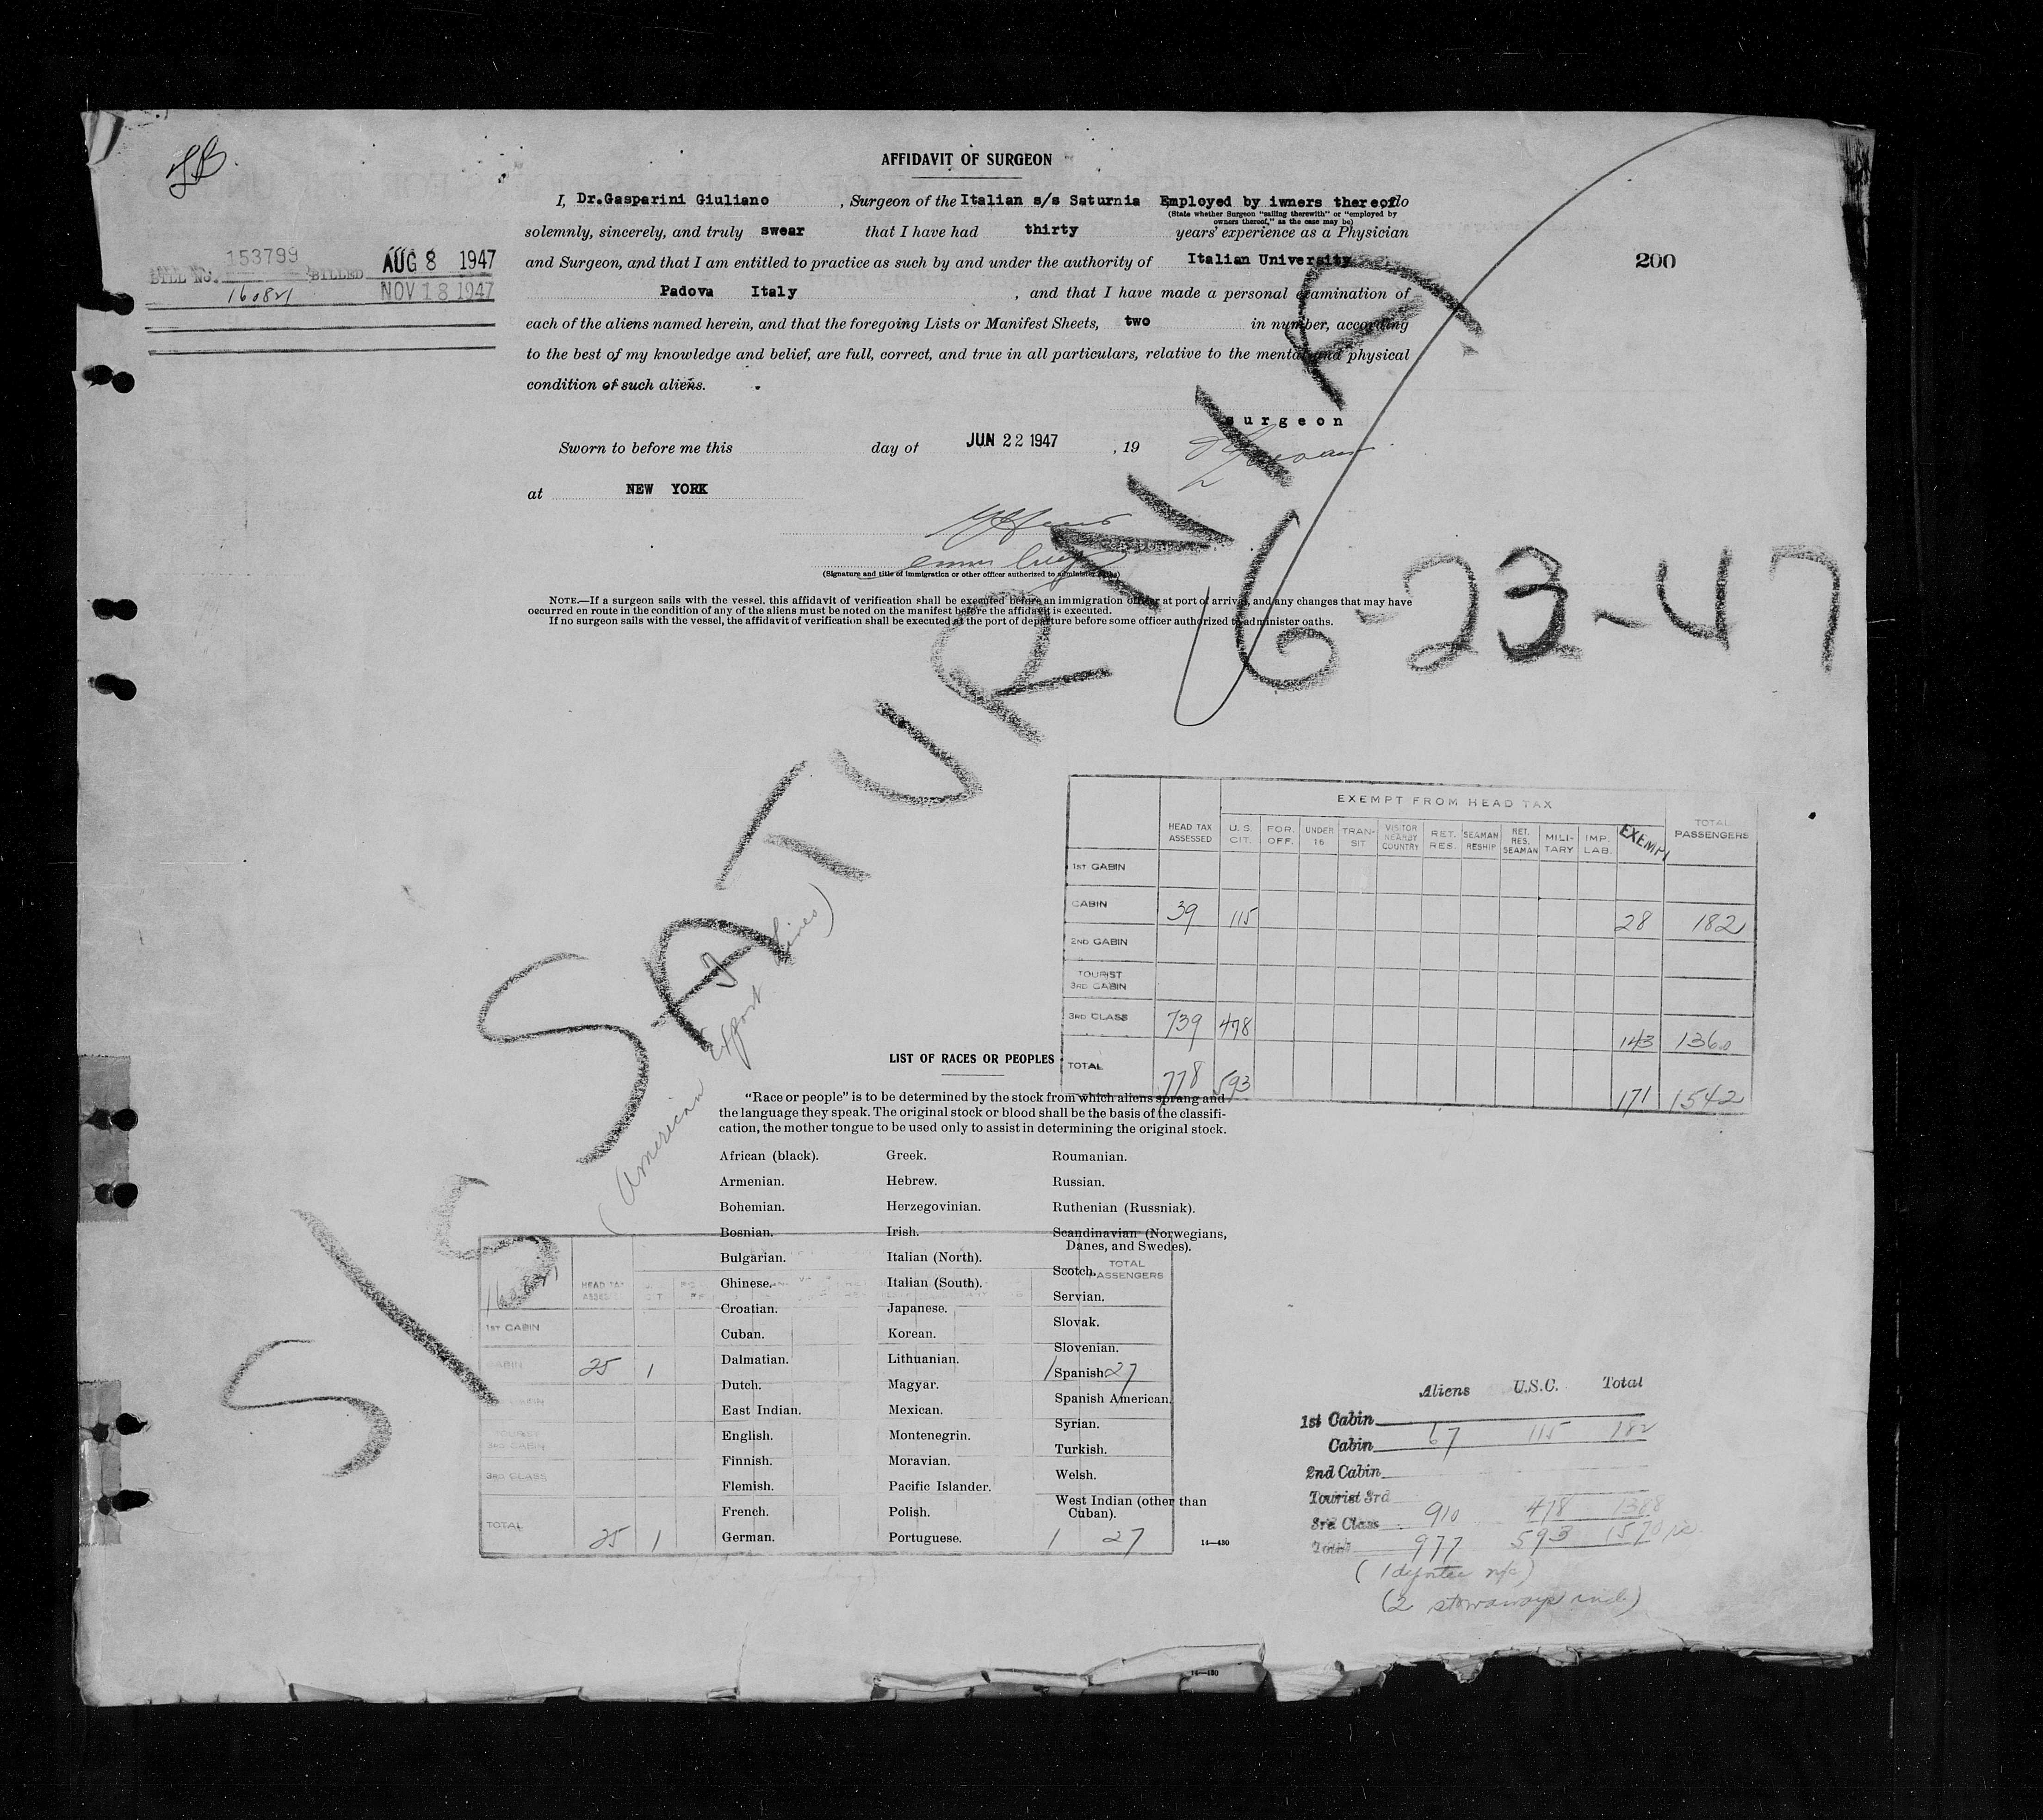 SB
AFFIDAVIT OF SURGEON
I, Dr.Gasparini Giuliano , Surgeon of the Italian s/s Saturnia Employed by iwners thereof do
(State whether Surgeon "sailing therewith" or "employed by
owners thereof," as the case may be)
solemnly, sincerely, and truly swear that I have had thirty years' experience as a Physician
and Surgeon, and that I am entitled to practice as such by and under the authority of Italian University
Padova Italy , and that I have made a personal examination of
each of the aliens named herein, and that the foregoing Lists or Manifest Sheets, two in number, according
to the best of my knowledge and belief, are full, correct, and true in all particulars, relative to the mental and physical
condition of such aliens.
BILL NO. 153799 BILLED AUG 8 1947
160821 NOV 18 1947
200
surgeon
Sworn to before me this day of JUN 22 1947 , 19
at NEW YORK
(Signature and title of immigration or other officer authorized to administer oaths)
NOTE.—If a surgeon sails with the vessel, this affidavit of verification shall be executed before an immigration officer at port of arrival, and any changes that may have
occurred en route in the condition of any of the aliens must be noted on the manifest before the affidavit is executed.
If no surgeon sails with the vessel, the affidavit of verification shall be executed at the port of departure before some officer authorized to administer oaths.
S/S SATURNIA
6-23-47
(American Export Lines)
EXEMPT FROM HEAD TAX
HEAD TAX ASSESSED U.S. CIT. FOR. OFF. UNDER 16 TRAN-SIT VISITOR NEARBY COUNTRY RET. RES. SEAMAN RESHIP RET. RES. SEAMAN MILI-TARY IMP. LAB. EXEMPT TOTAL PASSENGERS
1ST CABIN
CABIN 39 115 28 182
2ND CABIN
TOURIST
3RD CABIN
3RD CLASS 739 478 143 1360
TOTAL 778 593 171 1542
LIST OF RACES OR PEOPLES
"Race or people" is to be determined by the stock from which aliens sprang and
the language they speak. The original stock or blood shall be the basis of the classifi-
cation, the mother tongue to be used only to assist in determining the original stock.
African (black).
Armenian.
Bohemian.
Bosnian.
Bulgarian.
Chinese.
Croatian.
Cuban.
Dalmatian.
Dutch.
East Indian.
English.
Finnish.
Flemish.
French.
German.
Greek.
Hebrew.
Herzegovinian.
Irish.
Italian (North).
Italian (South).
Japanese.
Korean.
Lithuanian.
Magyar.
Mexican.
Montenegrin.
Moravian.
Pacific Islander.
Polish.
Portuguese.
Roumanian.
Russian.
Ruthenian (Russniak).
Scandinavian (Norwegians,
Danes, and Swedes).
Scotch.
Servian.
Slovak.
Slovenian.
Spanish.
Spanish American.
Syrian.
Turkish.
Welsh.
West Indian (other than
Cuban).
14—430
HEAD TAX ASSESSED TOTAL PASSENGERS
1ST CABIN
CABIN 25 1 1 27
TOURIST
3RD CABIN
3RD CLASS
TOTAL 25 1 1 27
Aliens U.S.C. Total
1st Cabin
Cabin 67 115 182
2nd Cabin
Tourist 3rd
3rd Class 910 478 1388
Total 977 593 1570
(1 deportee n/c)
(2 stowaways incl)
14—430